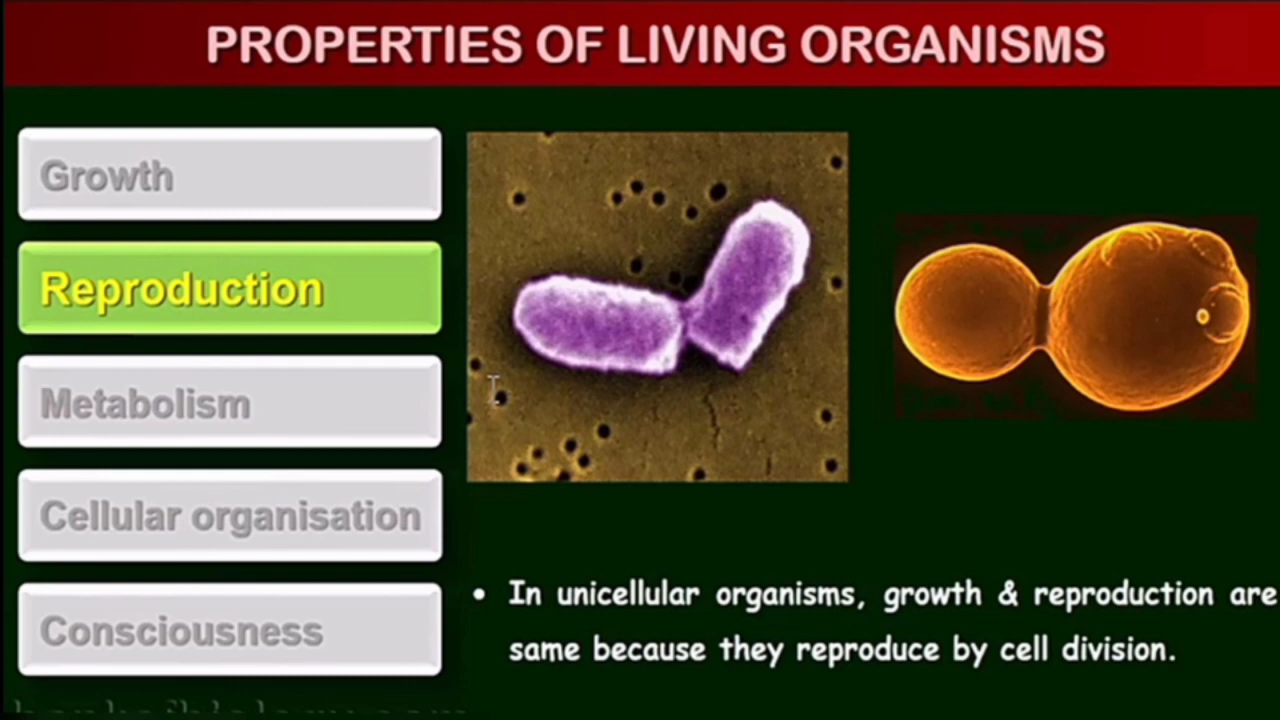 PROPERTIES OF LIVING ORGANISMS
Growth
Reproduction
Metabolism
Cellular organisation
Consciousness
• In unicellular organisms, growth & reproduction are
same because they reproduce by cell division.